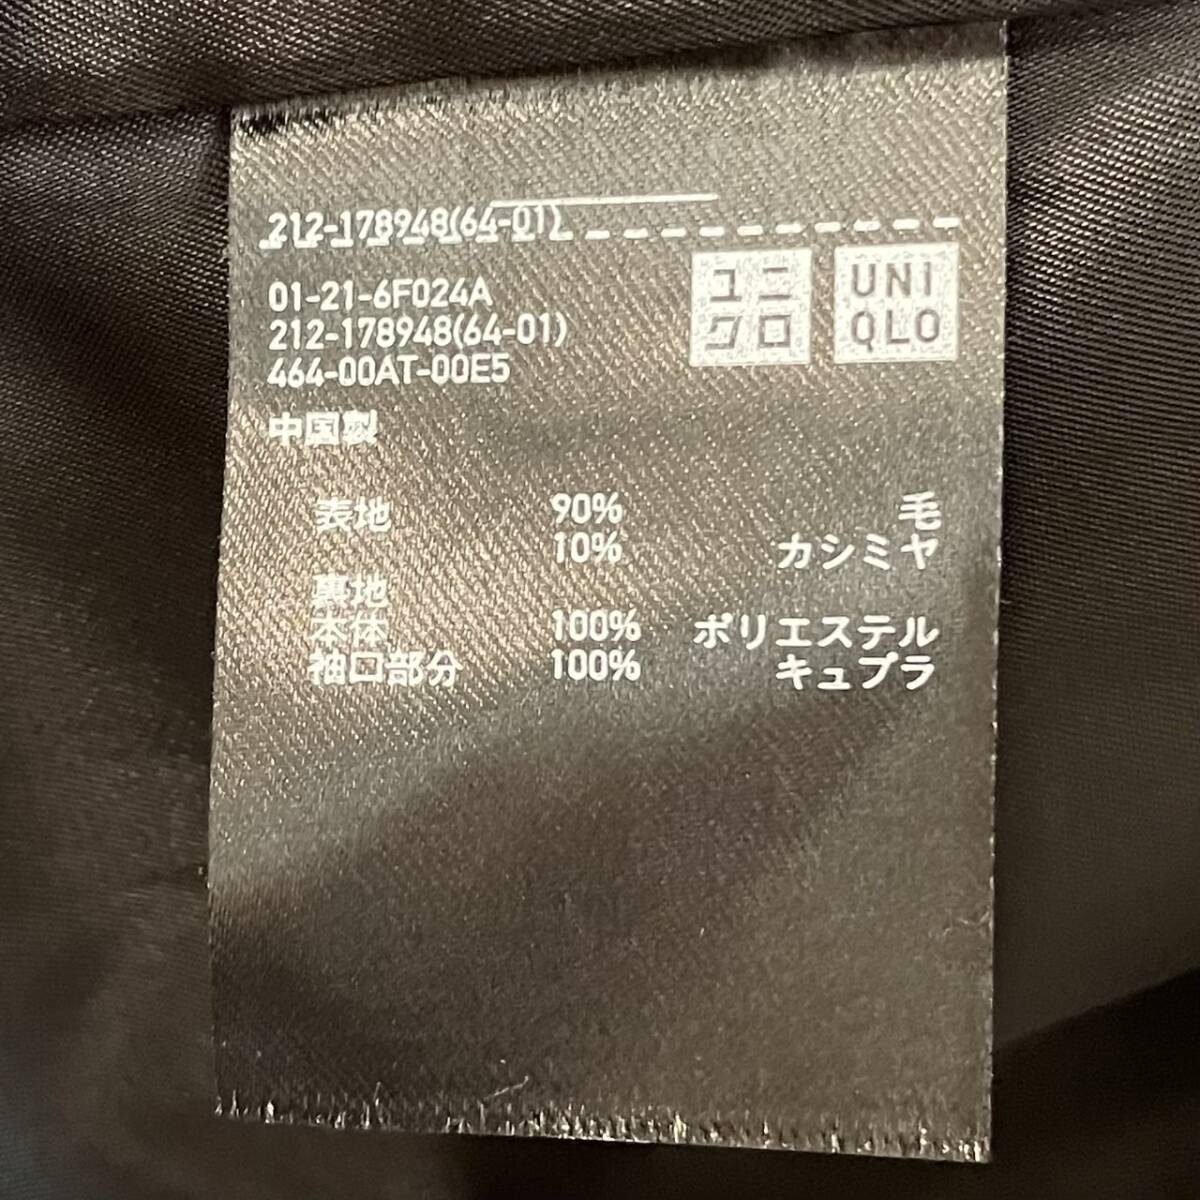 212-178948(64-01)
ユニ
クロ
UNI
QLO
01-21-6F024A
212-178948(64-01)
464-00AT-00E5
中国製
表地 90% 毛
10% カシミヤ
裏地
本体 100% ポリエステル
袖口部分 100% キュプラ